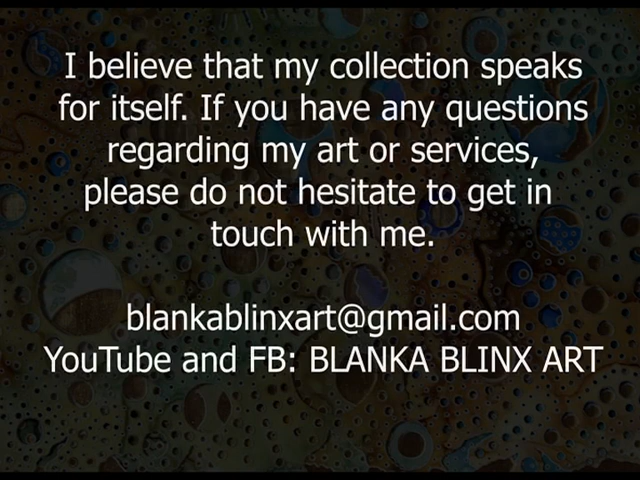 I believe that my collection speaks
for itself. If you have any questions
regarding my art or services,
please do not hesitate to get in
touch with me.
blankablinxart@gmail.com
YouTube and FB: BLANKA BLINX ART